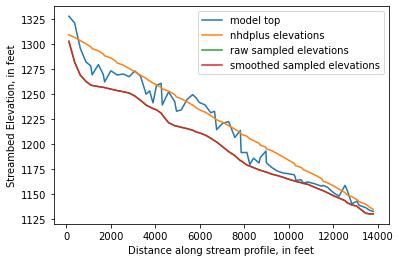 1325
1300
1275
1250
1225
1200
1175
1150
1125
0
2000
4000
6000
8000
10000
12000
14000
Streambed Elevation, in feet
Distance along stream profile, in feet
model top
nhdplus elevations
raw sampled elevations
smoothed sampled elevations